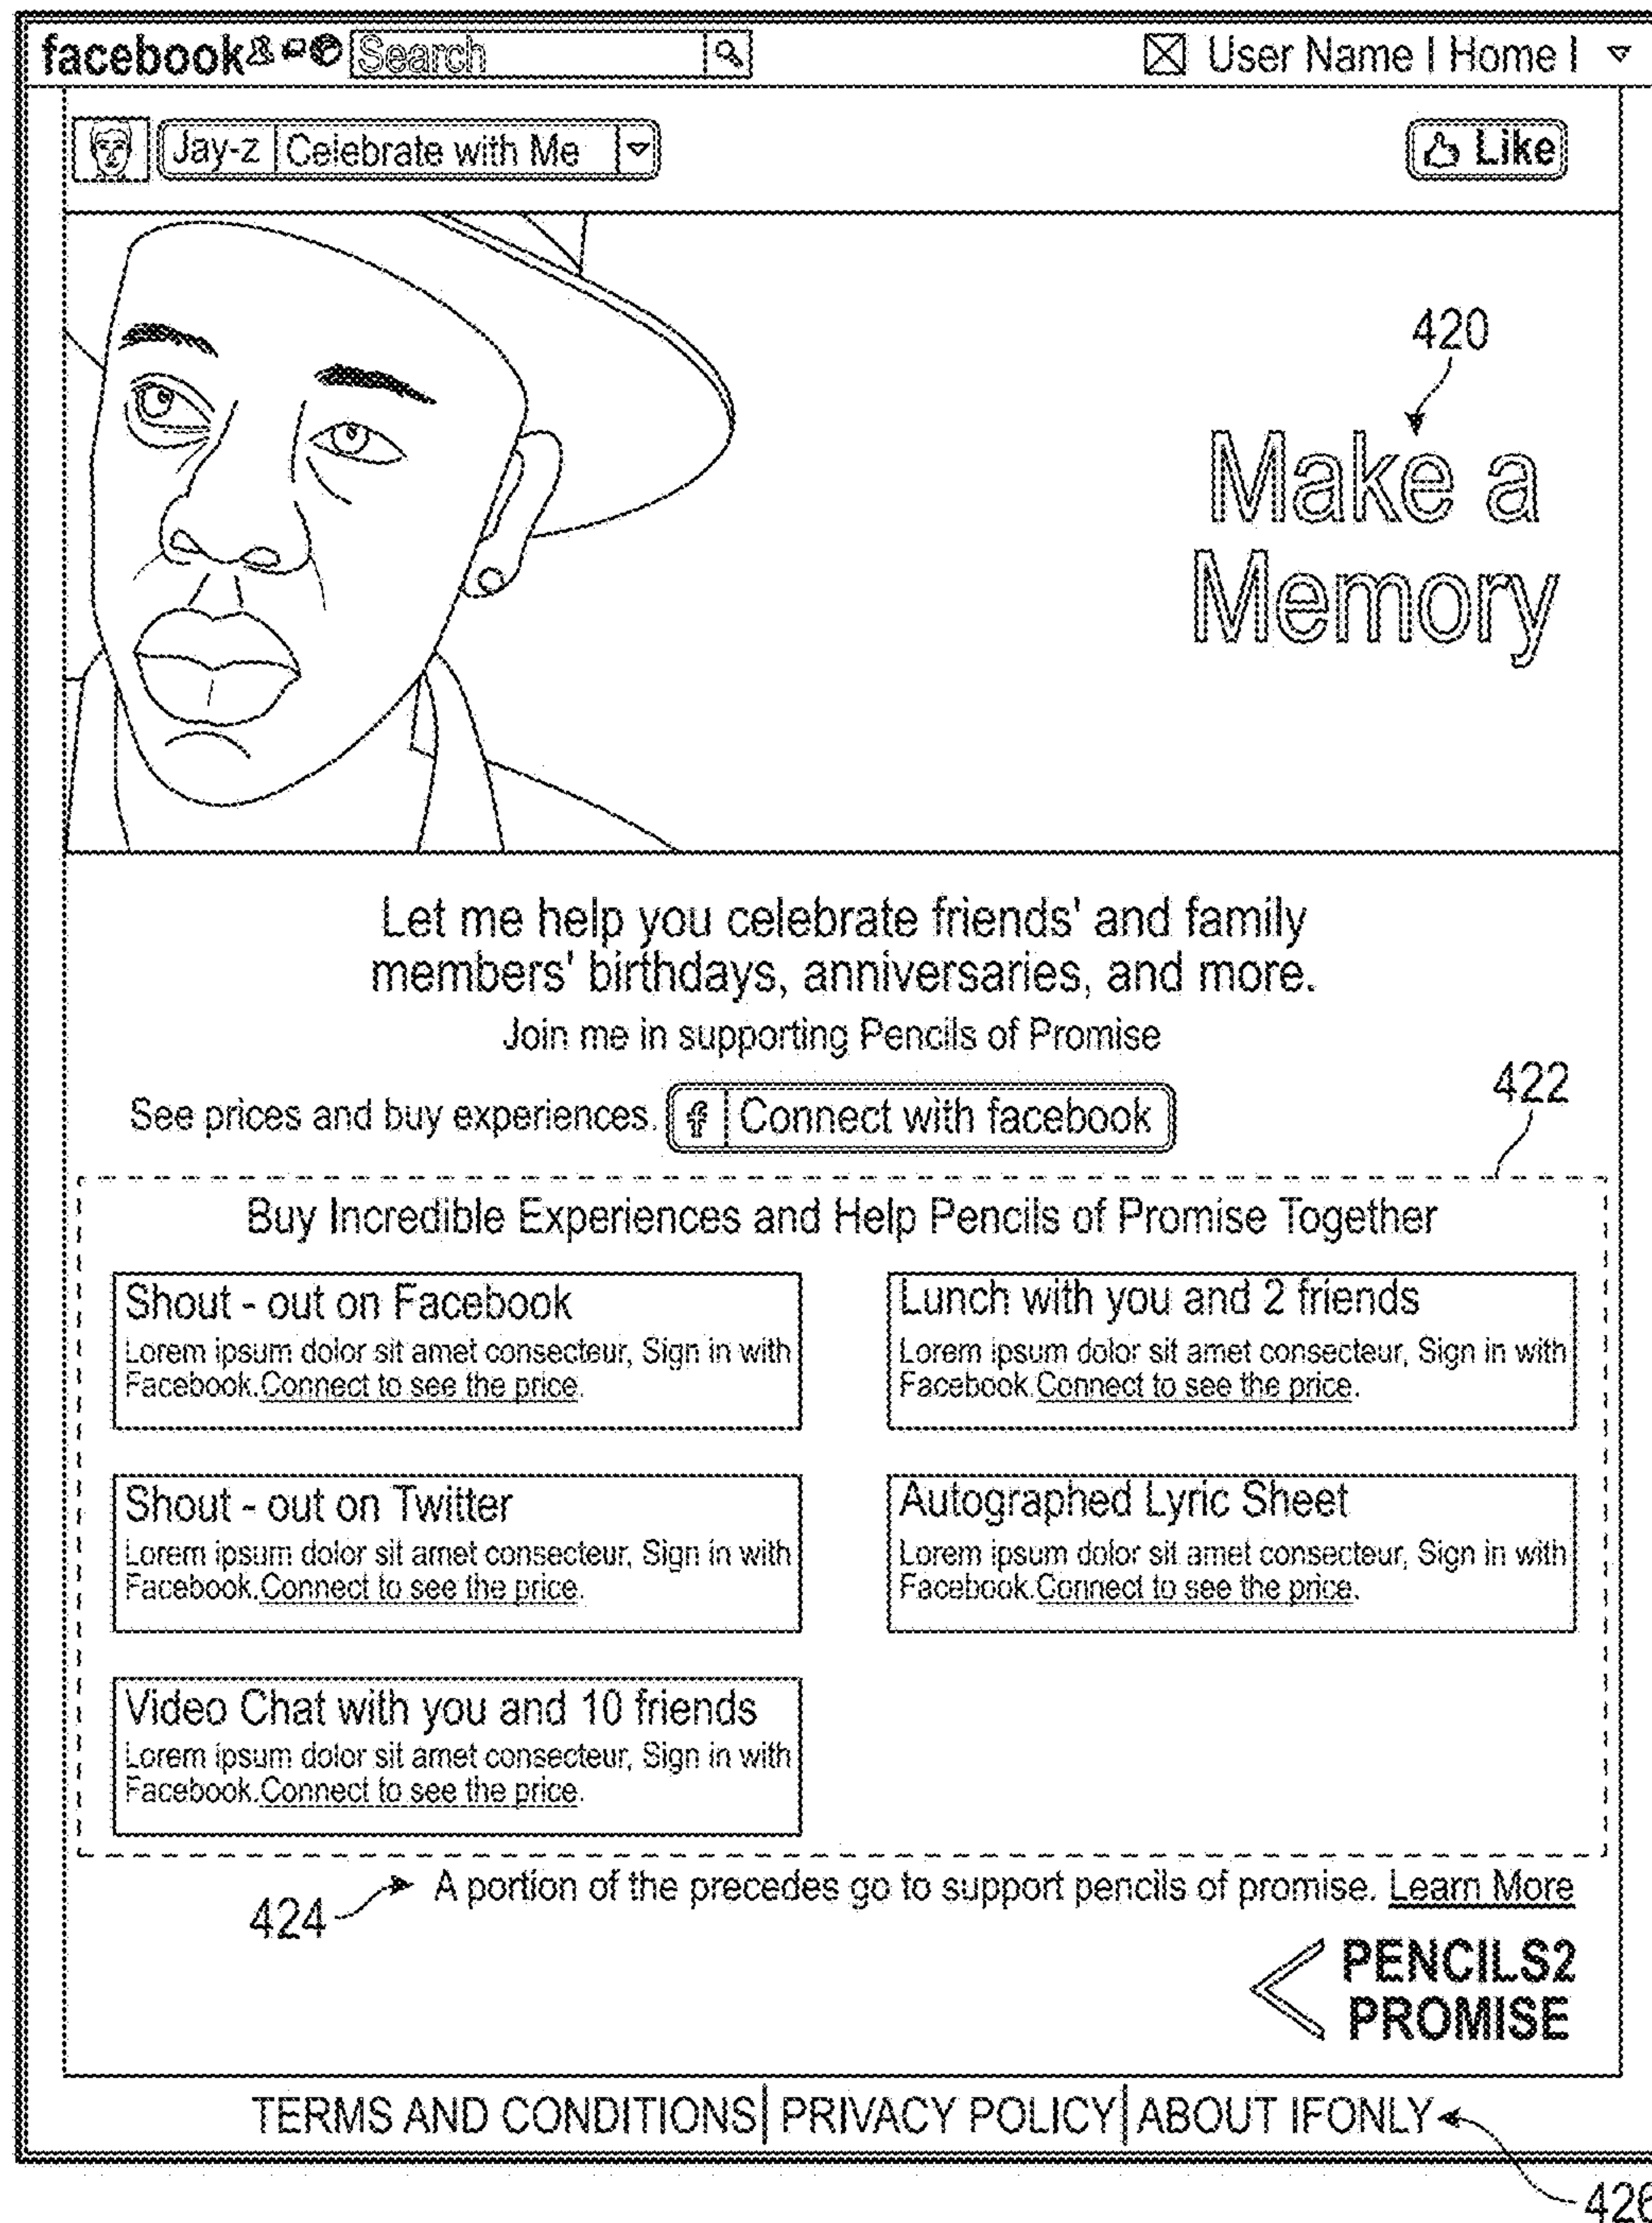 facebook Search User Name | Home |
Jay-z Celebrate with Me Like
420
Make a
Memory
Let me help you celebrate friends' and family
members' birthdays, anniversaries, and more.
Join me in supporting Pencils of Promise
422
See prices and buy experiences. f Connect with facebook
Buy Incredible Experiences and Help Pencils of Promise Together
Shout - out on Facebook
Lorem ipsum dolor sit amet consecteur, Sign in with
Facebook.Connect to see the price.
Lunch with you and 2 friends
Lorem ipsum dolor sit amet consecteur, Sign in with
Facebook.Connect to see the price.
Shout - out on Twitter
Lorem ipsum dolor sit amet consecteur, Sign in with
Facebook.Connect to see the price.
Autographed Lyric Sheet
Lorem ipsum dolor sit amet consecteur, Sign in with
Facebook.Connect to see the price.
Video Chat with you and 10 friends
Lorem ipsum dolor sit amet consecteur, Sign in with
Facebook.Connect to see the price.
424 A portion of the precedes go to support pencils of promise. Learn More
PENCILS2
PROMISE
TERMS AND CONDITIONS| PRIVACY POLICY| ABOUT IFONLY
426